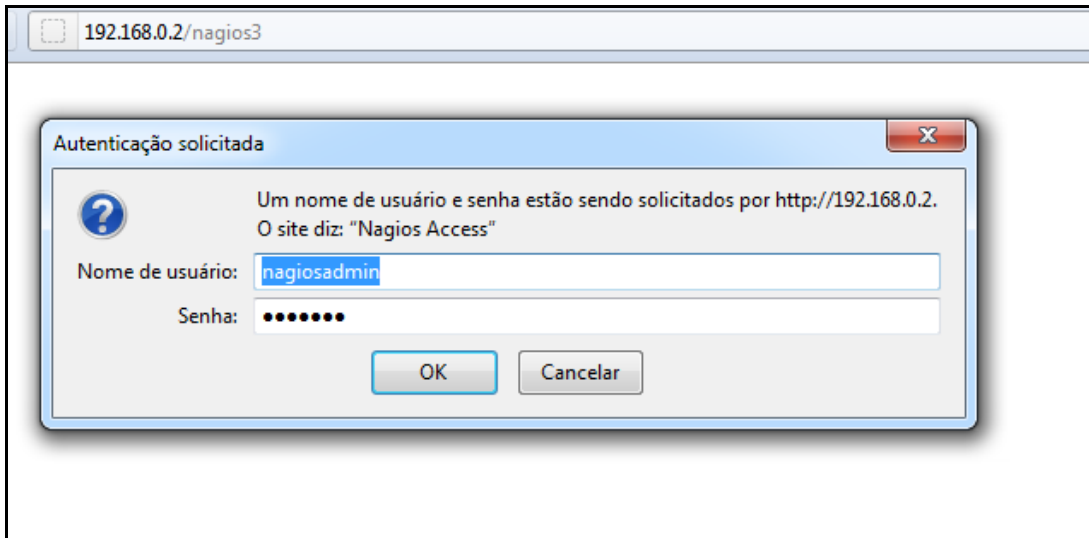 192.168.0.2/nagios3
Autenticação solicitada
Um nome de usuário e senha estão sendo solicitados por http://192.168.0.2.
O site diz: “Nagios Access”
Nome de usuário: nagiosadmin
Senha: •••••••
OK Cancelar